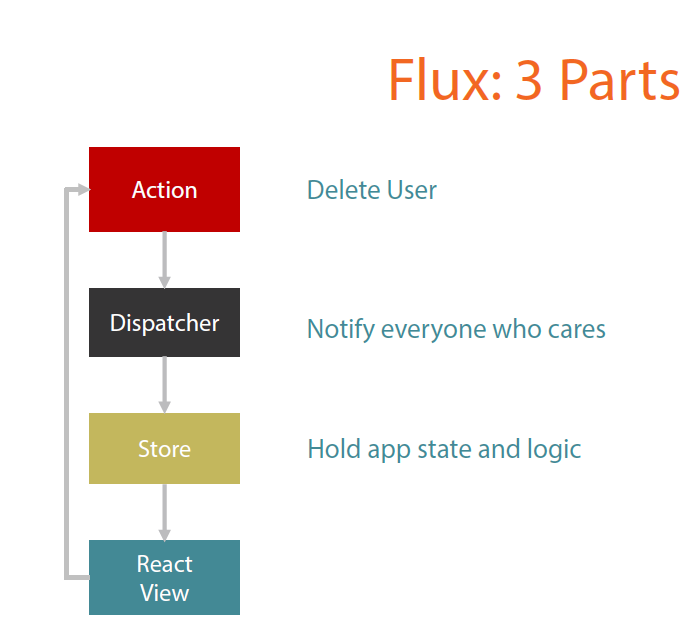 Flux: 3 Parts
Action
Delete User
Dispatcher
Notify everyone who cares
Store
Hold app state and logic
React
View